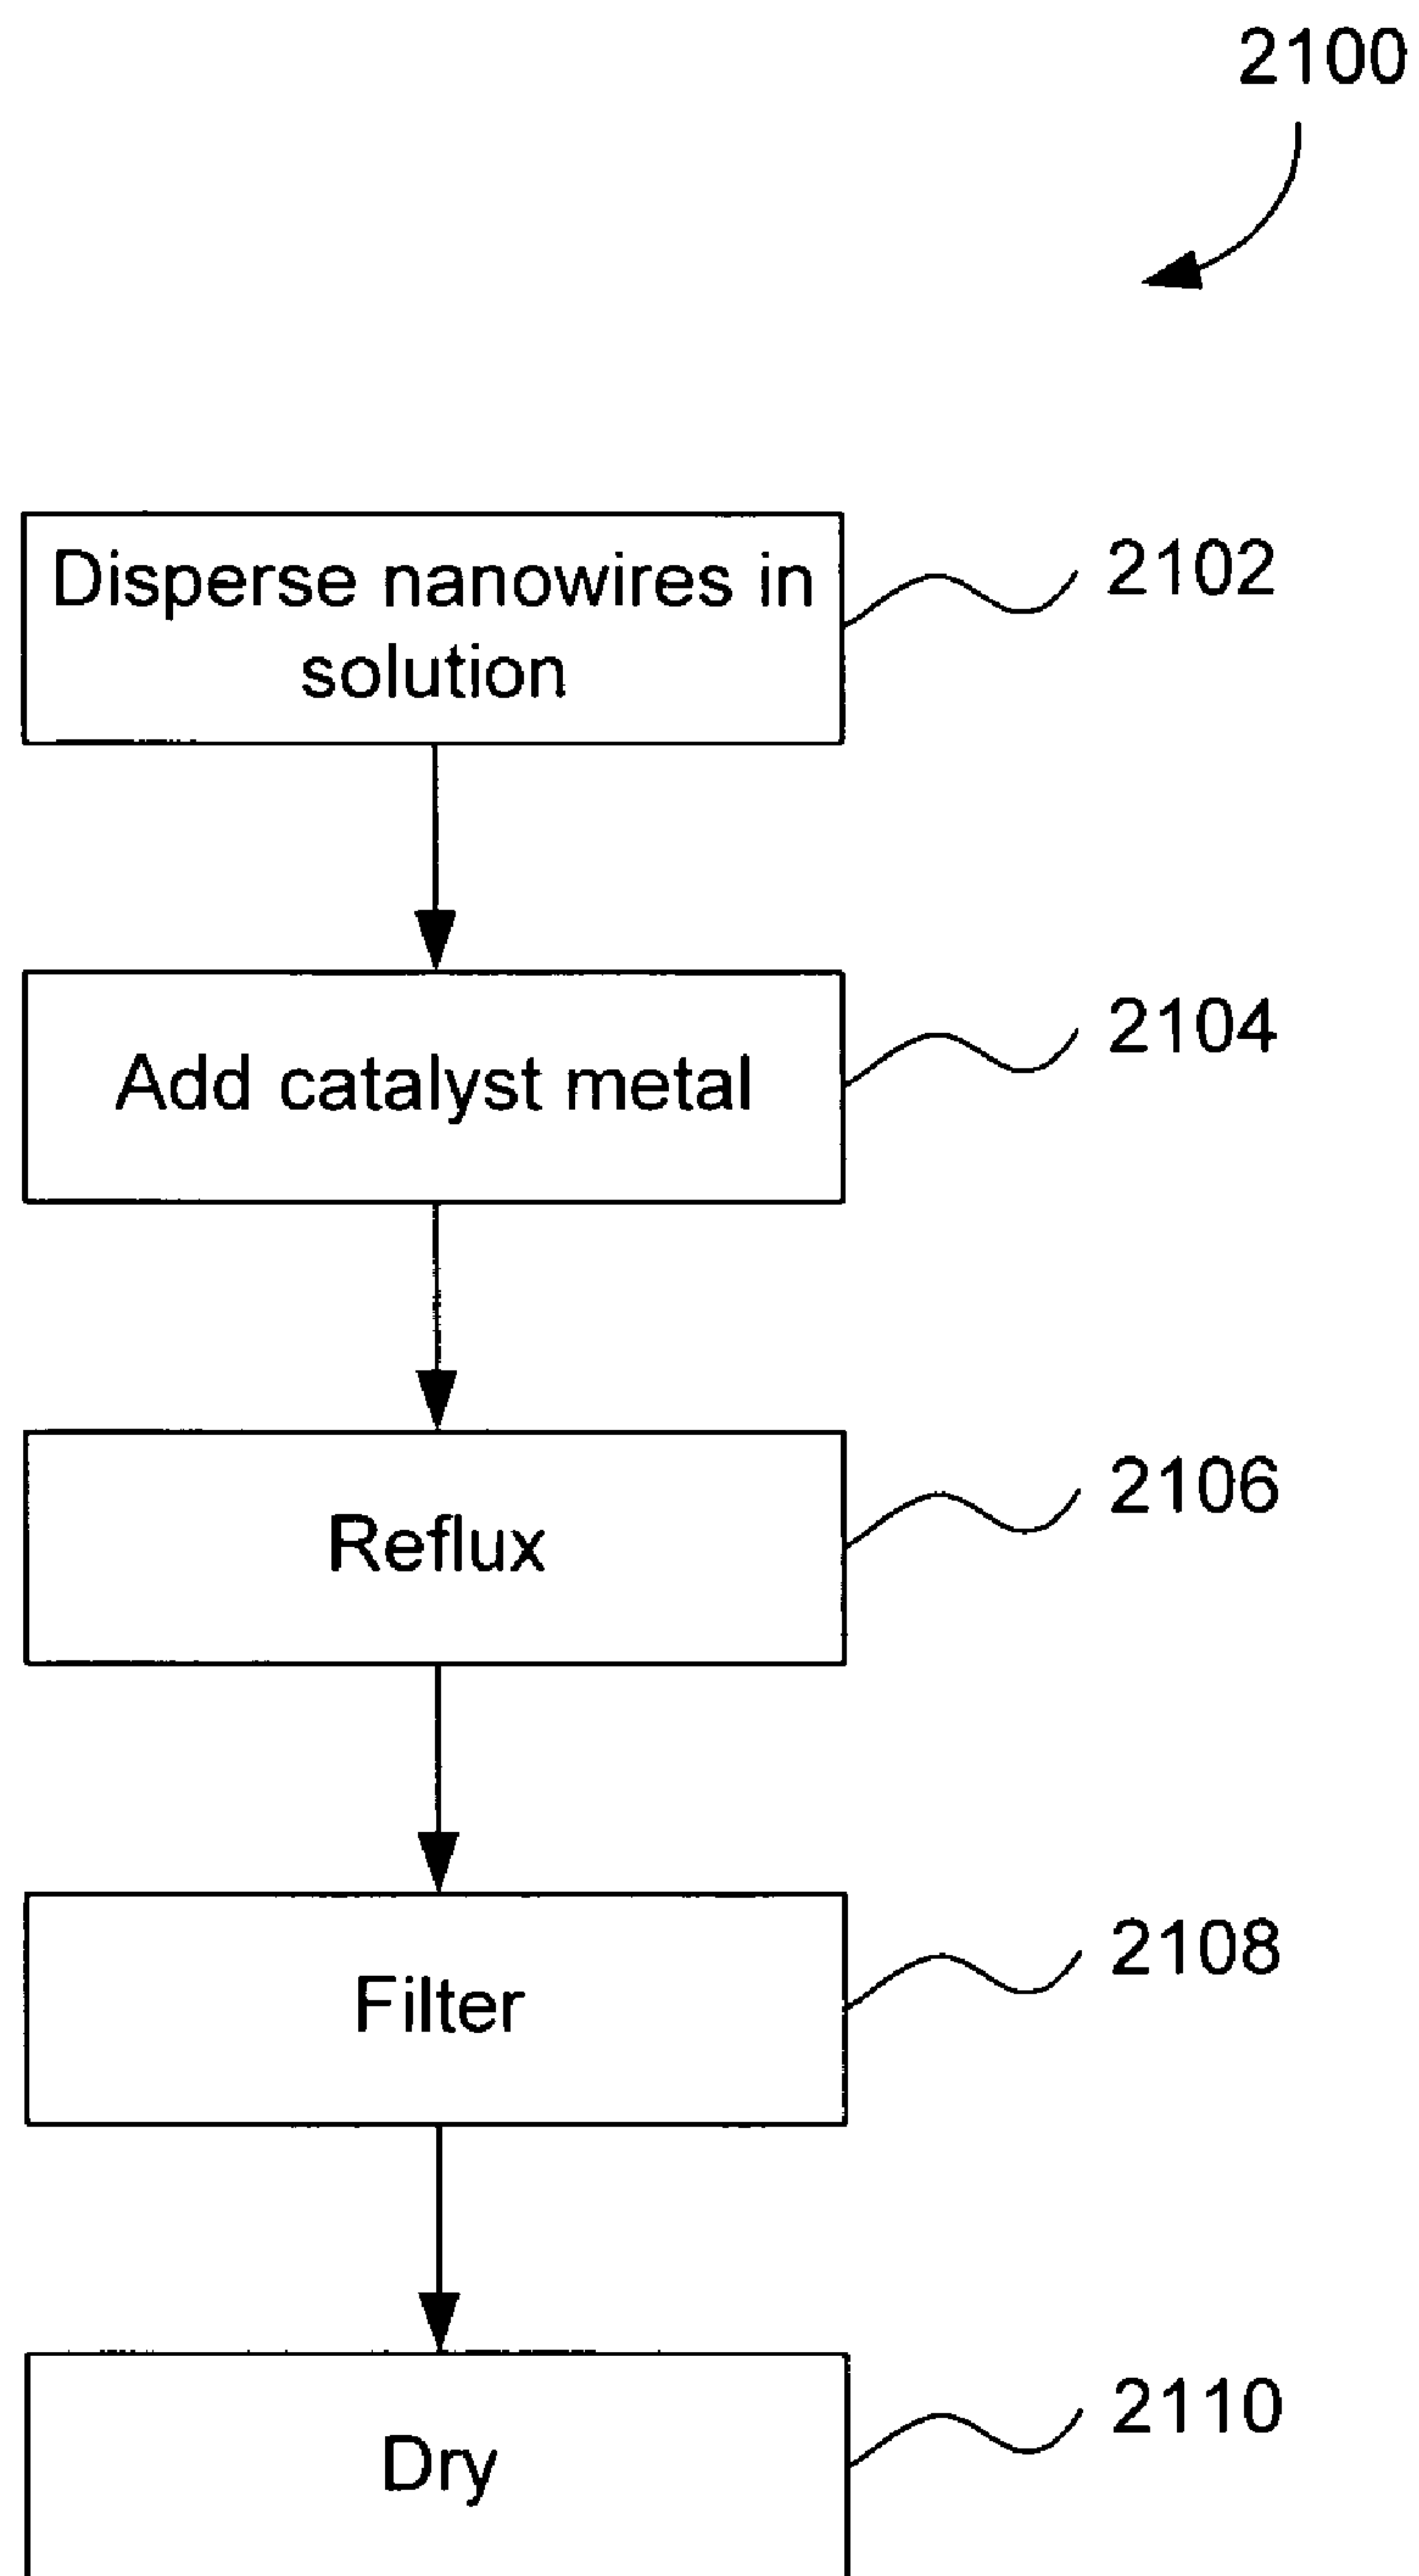 2100
Disperse nanowires in
solution
2102
Add catalyst metal
2104
Reflux
2106
Filter
2108
Dry
2110